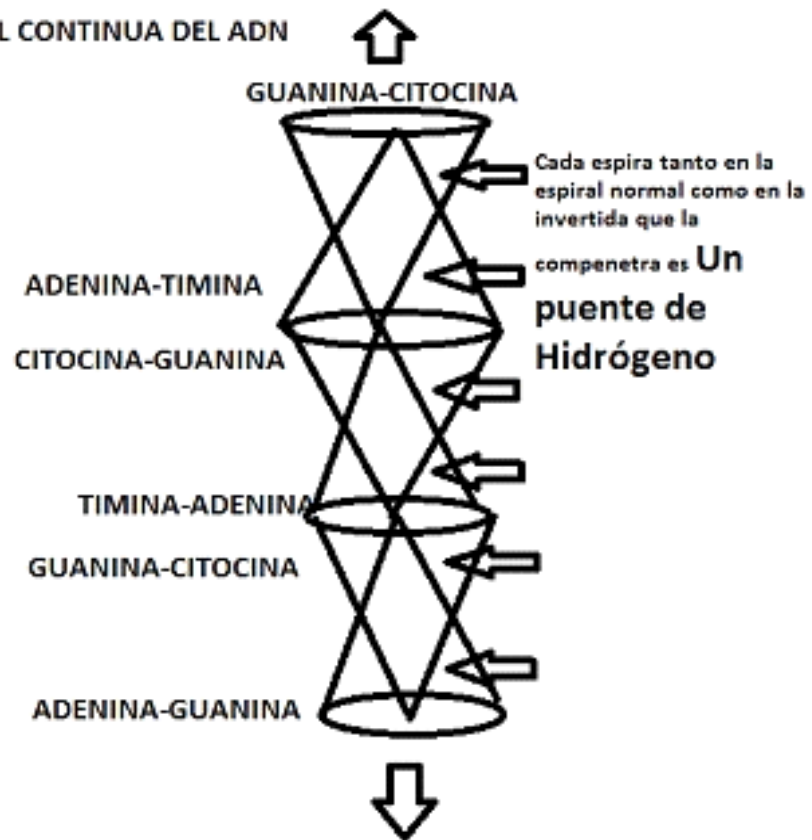 L CONTINUA DEL ADN
GUANINA-CITOCINA
Cada espira tanto en la
espiral normal como en la
invertida que la
compenetra es Un
puente de
Hidrógeno
ADENINA-TIMINA
CITOCINA-GUANINA
TIMINA-ADENINA
GUANINA-CITOCINA
ADENINA-GUANINA